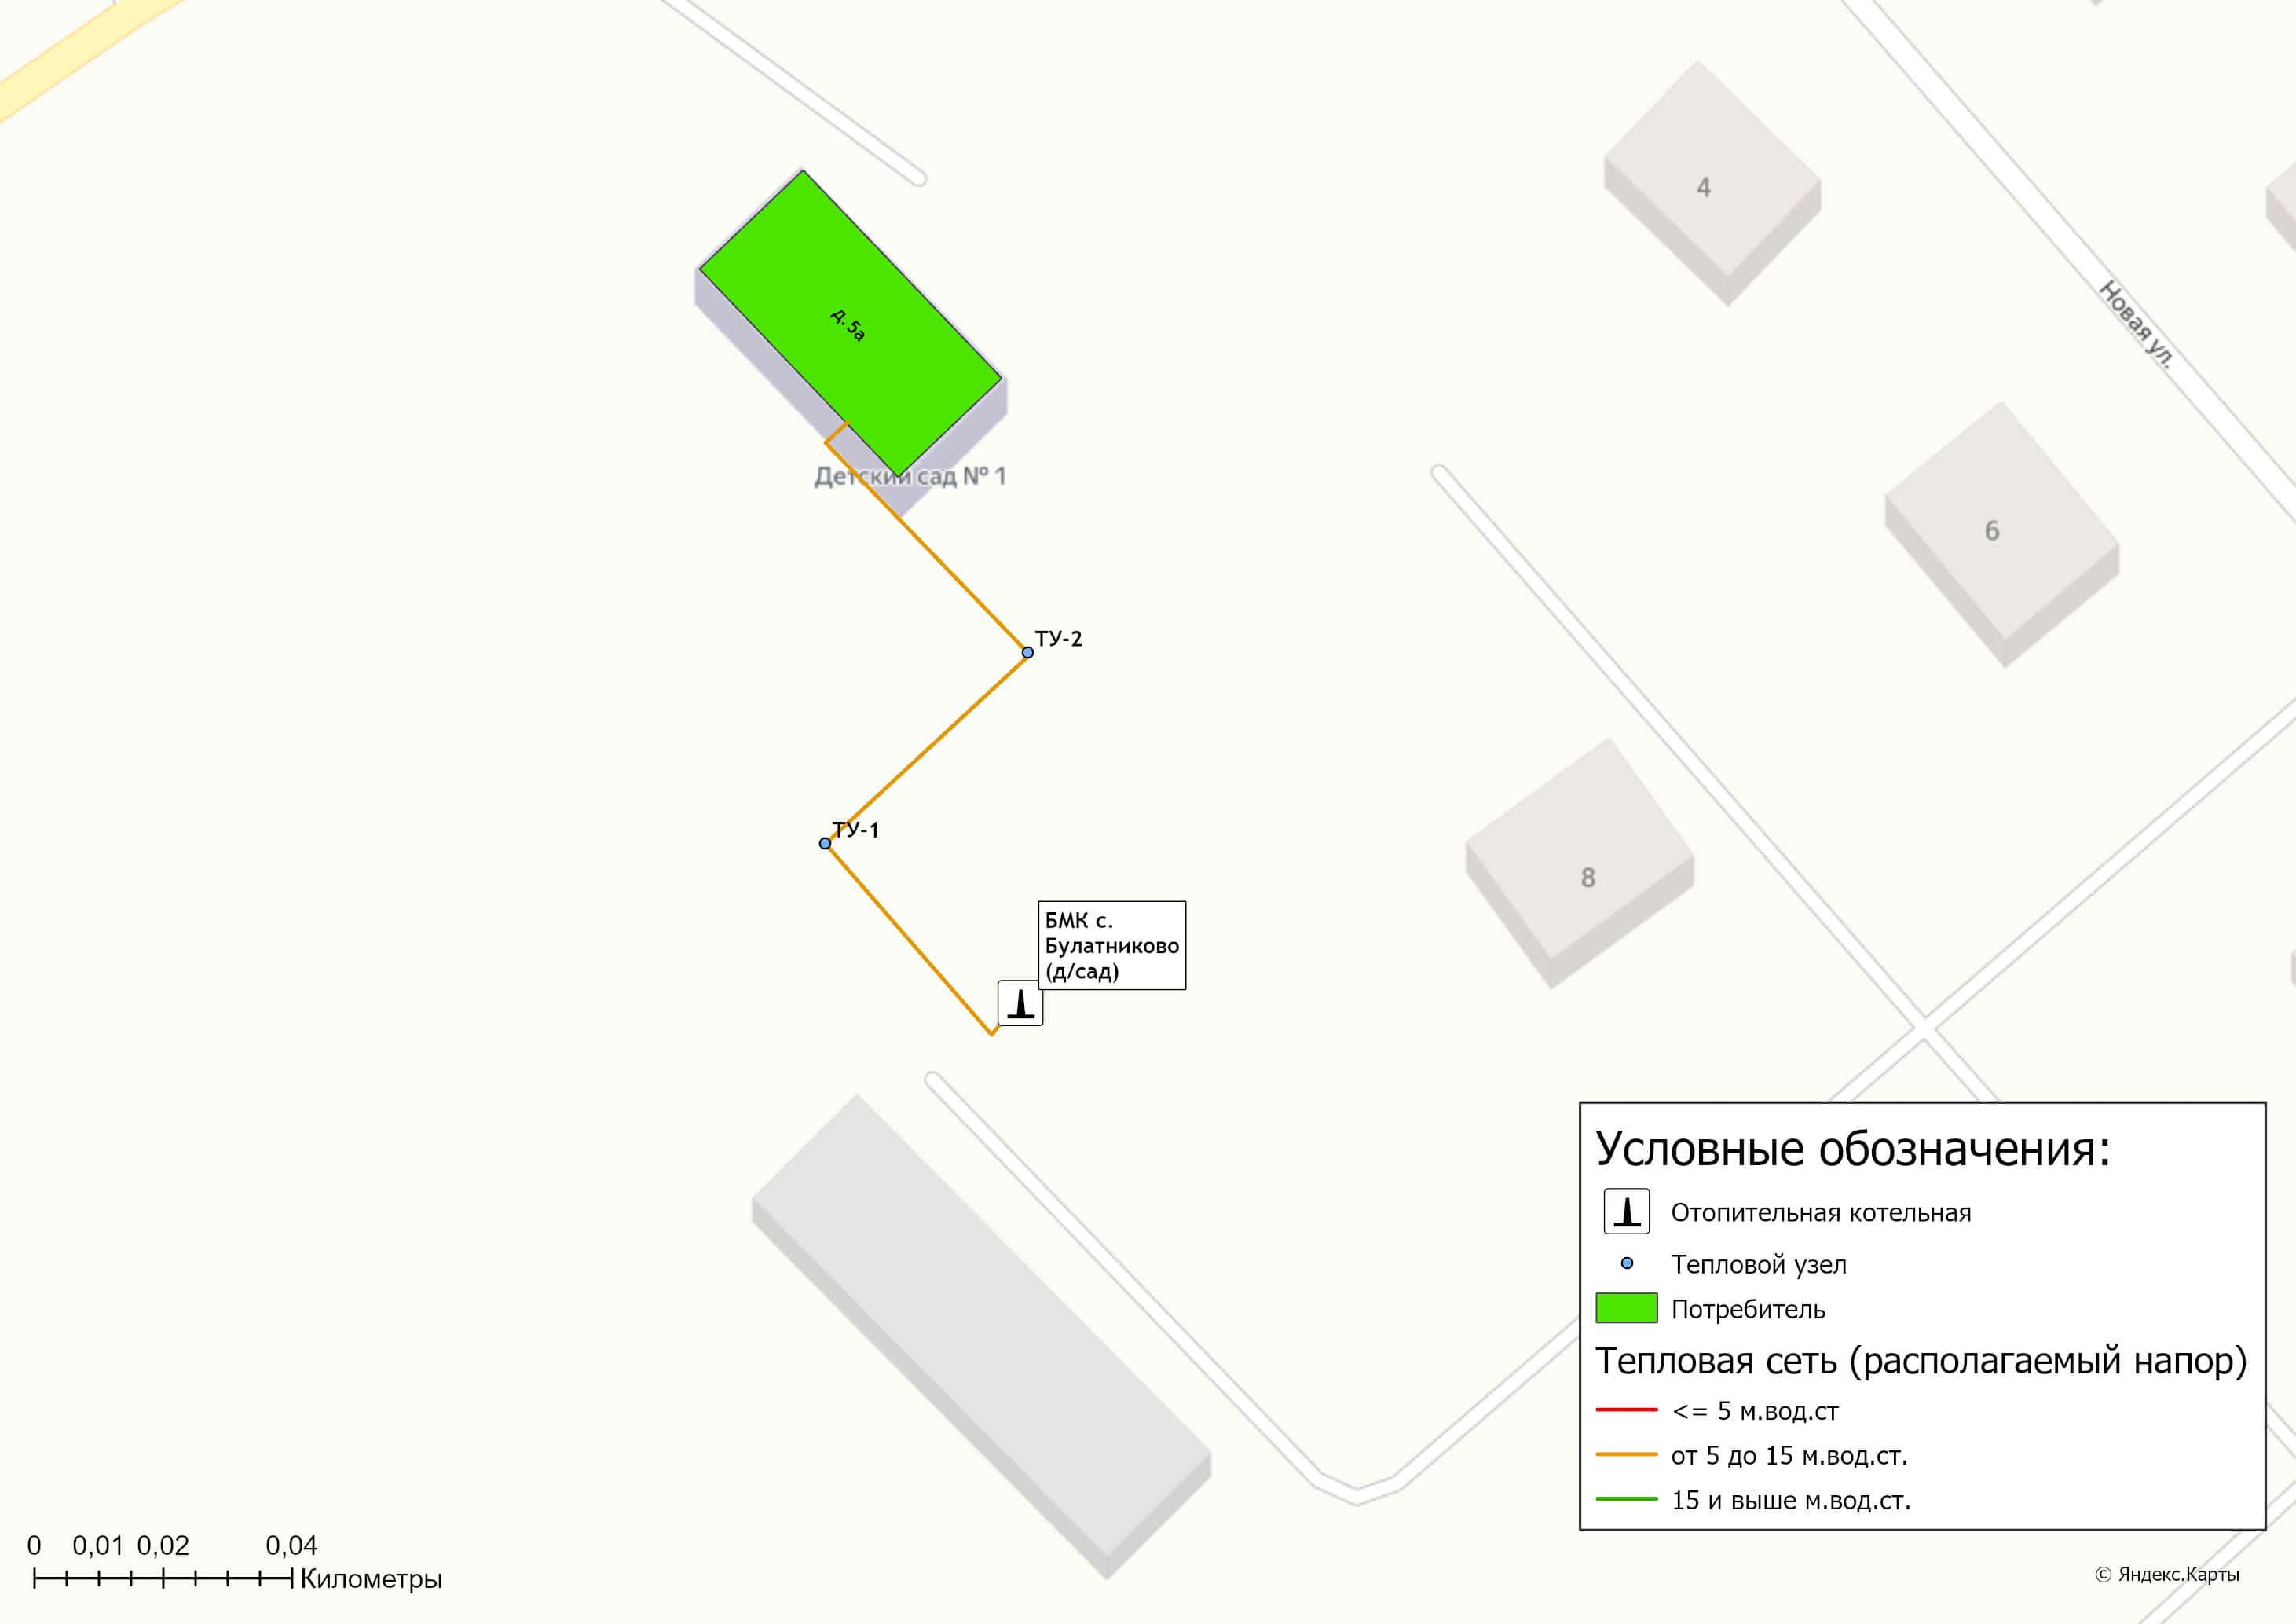 4
Новая ул.
д.5а
Детский сад № 1
6
ТУ-2
ТУ-1
8
БМК с.
Булатниково
(д/сад)
Условные обозначения:
Отопительная котельная
Тепловой узел
Потребитель
Тепловая сеть (располагаемый напор)
<= 5 м.вод.ст
от 5 до 15 м.вод.ст.
15 и выше м.вод.ст.
0 0,01 0,02 0,04
Километры
© Яндекс.Карты